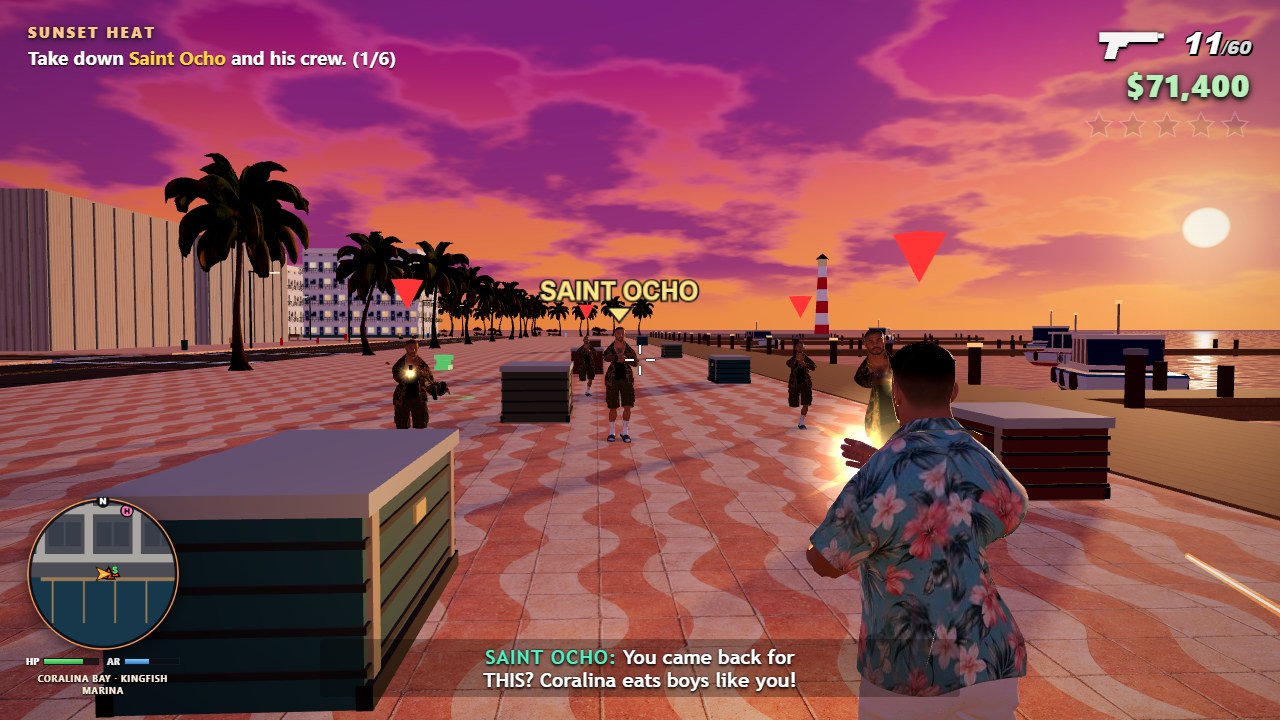 SUNSET HEAT
Take down Saint Ocho and his crew. (1/6)
11/60
$71,400
SAINT OCHO
N
H
$
HP
AR
CORALINA BAY · KINGFISH
MARINA
SAINT OCHO: You came back for
THIS? Coralina eats boys like you!